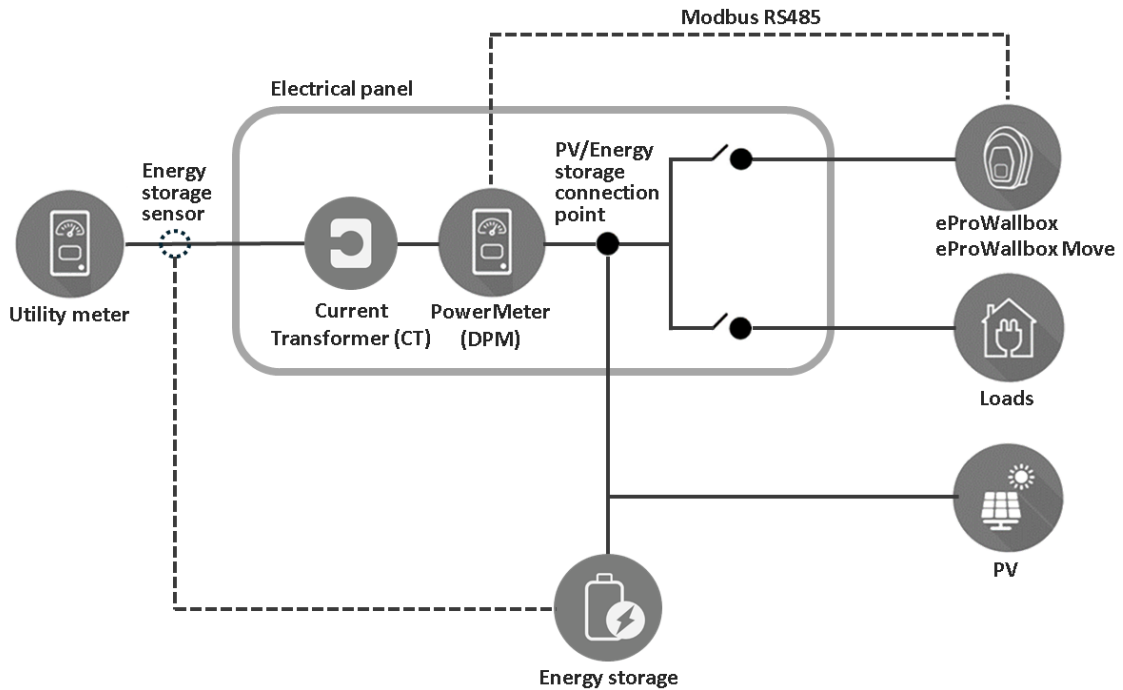 Modbus RS485
Electrical panel
Energy
storage
sensor
PV/Energy
storage
connection
point
eProWallbox
eProWallbox Move
Utility meter
Current
Transformer (CT)
PowerMeter
(DPM)
Loads
PV
Energy storage